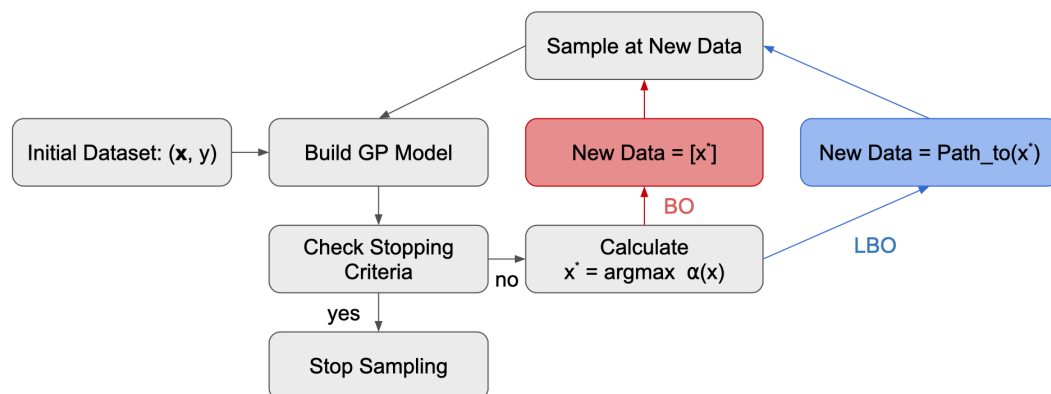 Sample at New Data
Initial Dataset: (x, y)
Build GP Model
New Data = [x*]
New Data = Path_to(x*)
BO
LBO
Check Stopping
Criteria
no
Calculate
x* = argmax α(x)
yes
Stop Sampling